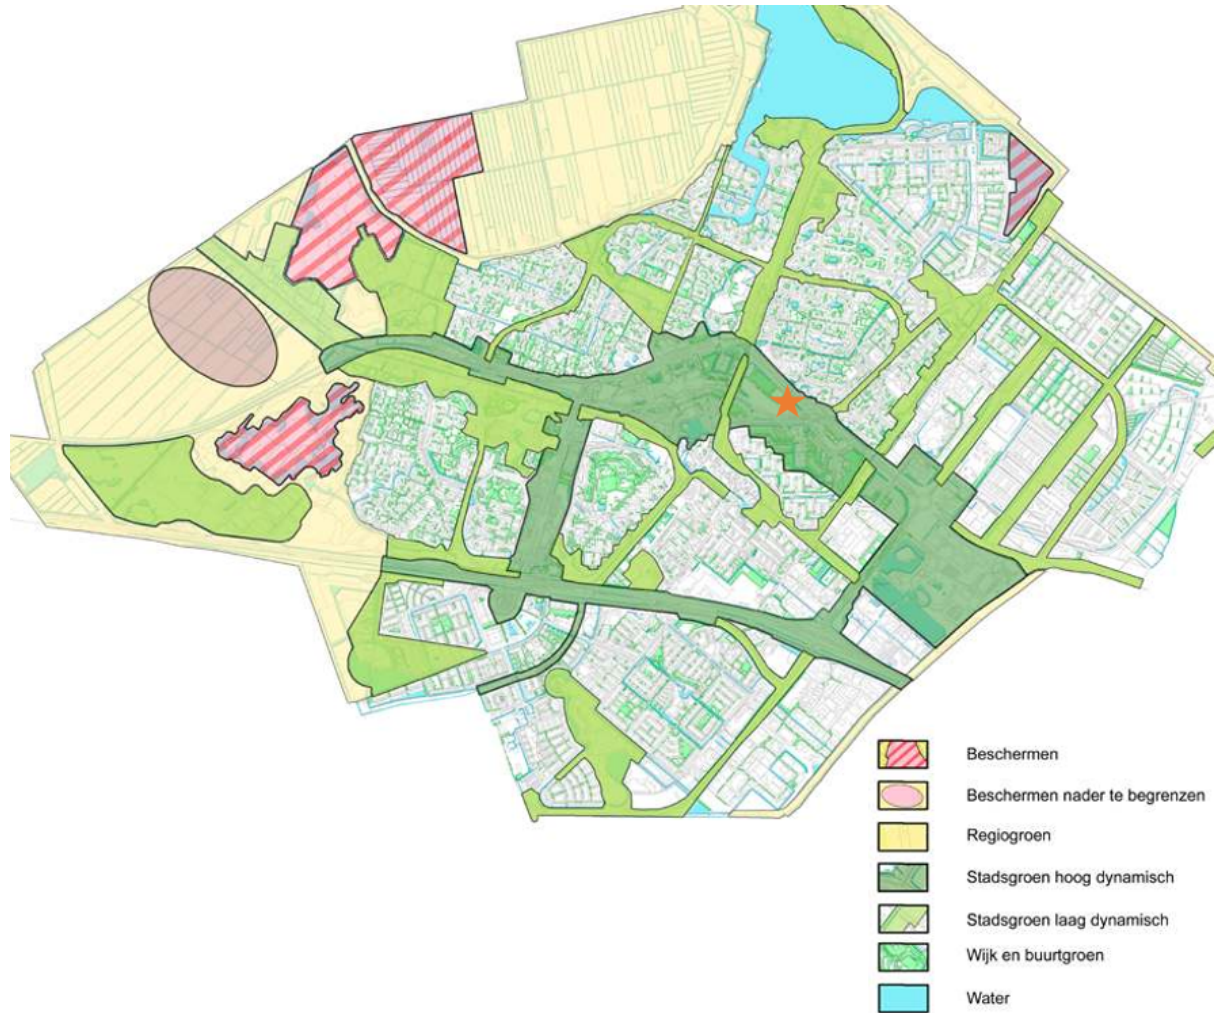 Beschermen
Beschermen nader te begrenzen
Regiogroen
Stadsgroen hoog dynamisch
Stadsgroen laag dynamisch
Wijk en buurtgroen
Water